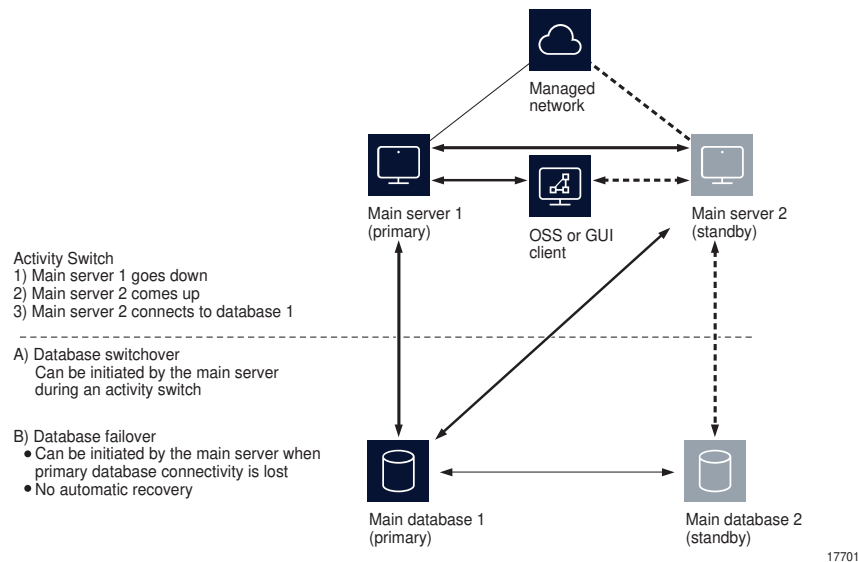 Managed
network
Main server 1
(primary)
OSS or GUI
client
Main server 2
(standby)
Activity Switch
1) Main server 1 goes down
2) Main server 2 comes up
3) Main server 2 connects to database 1
A) Database switchover
Can be initiated by the main server
during an activity switch
B) Database failover
• Can be initiated by the main server when
primary database connectivity is lost
• No automatic recovery
Main database 1
(primary)
Main database 2
(standby)
17701